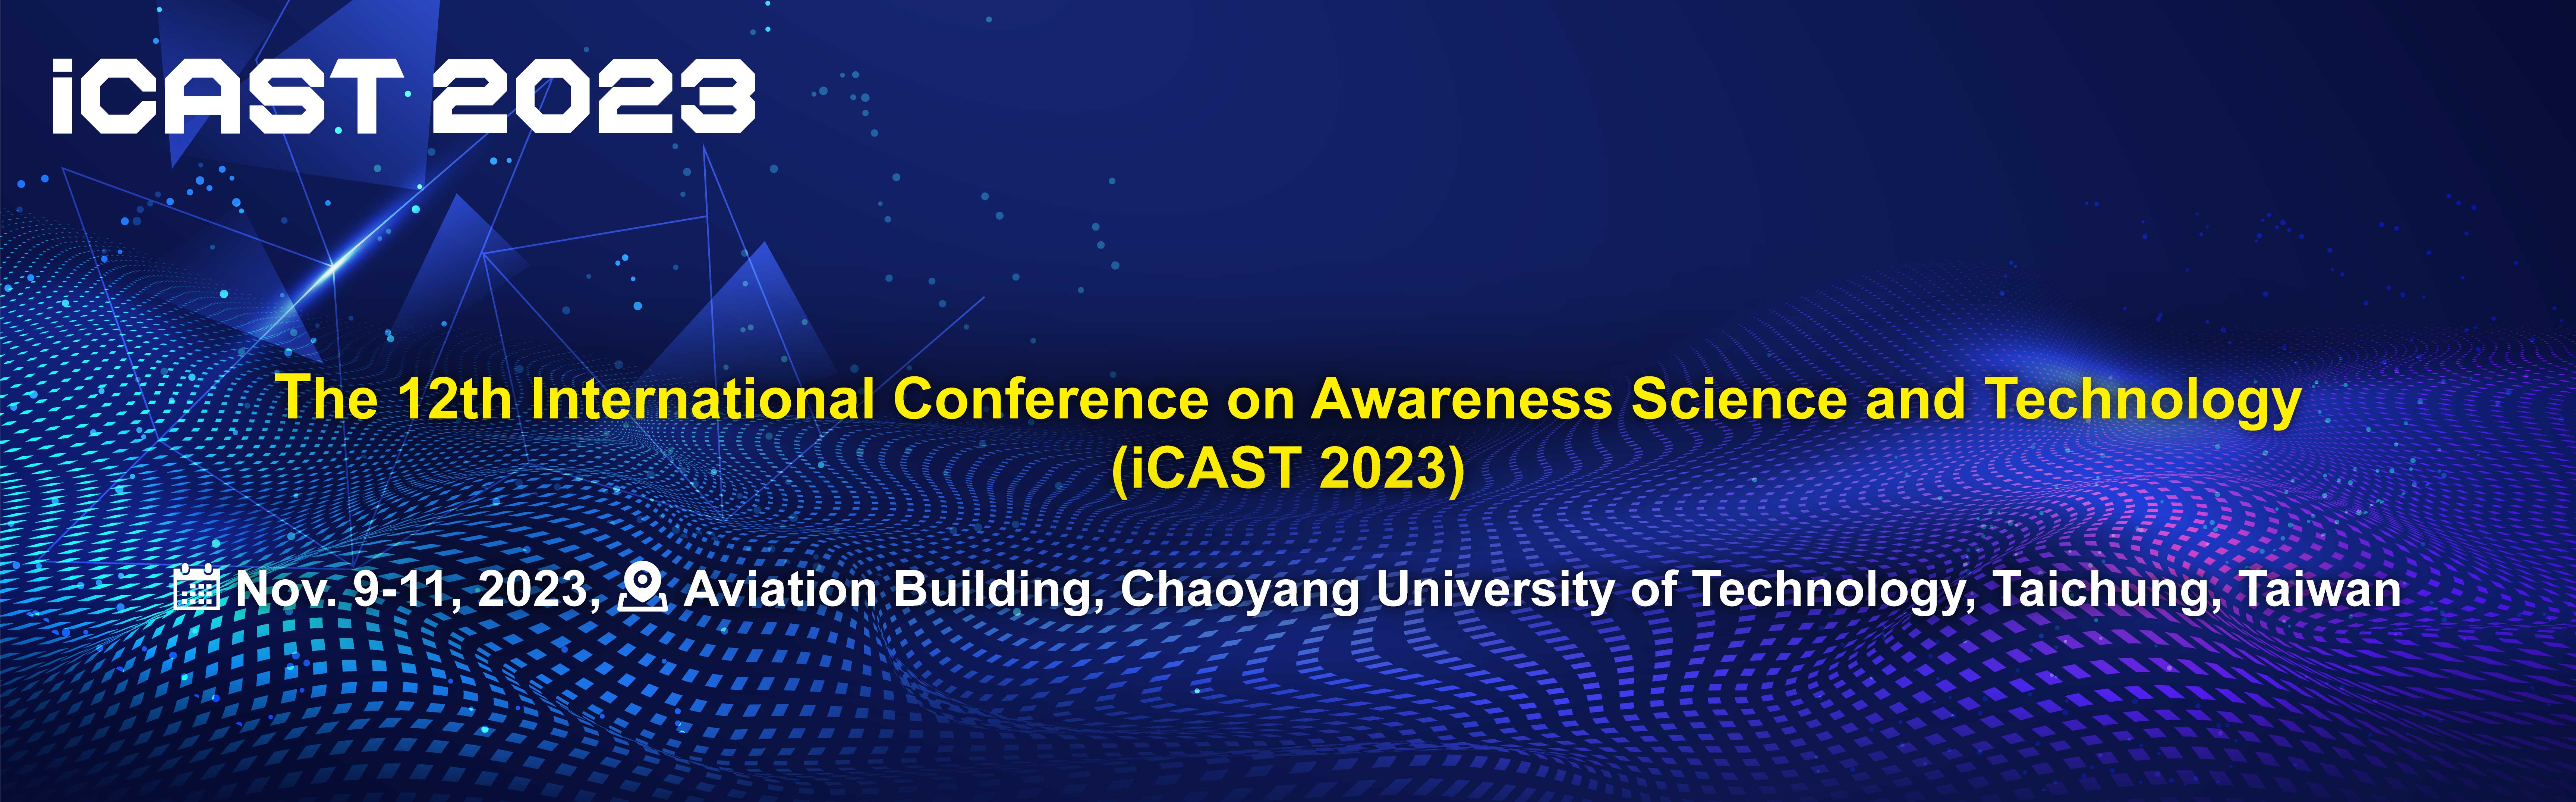 iCAST 2023
The 12th International Conference on Awareness Science and Technology
(iCAST 2023)
Nov. 9-11, 2023, Aviation Building, Chaoyang University of Technology, Taichung, Taiwan